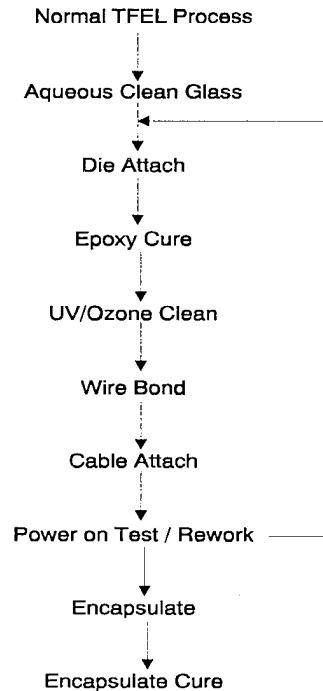 Normal TFEL Process
Aqueous Clean Glass
Die Attach
Epoxy Cure
UV/Ozone Clean
Wire Bond
Cable Attach
Power on Test / Rework
Encapsulate
Encapsulate Cure